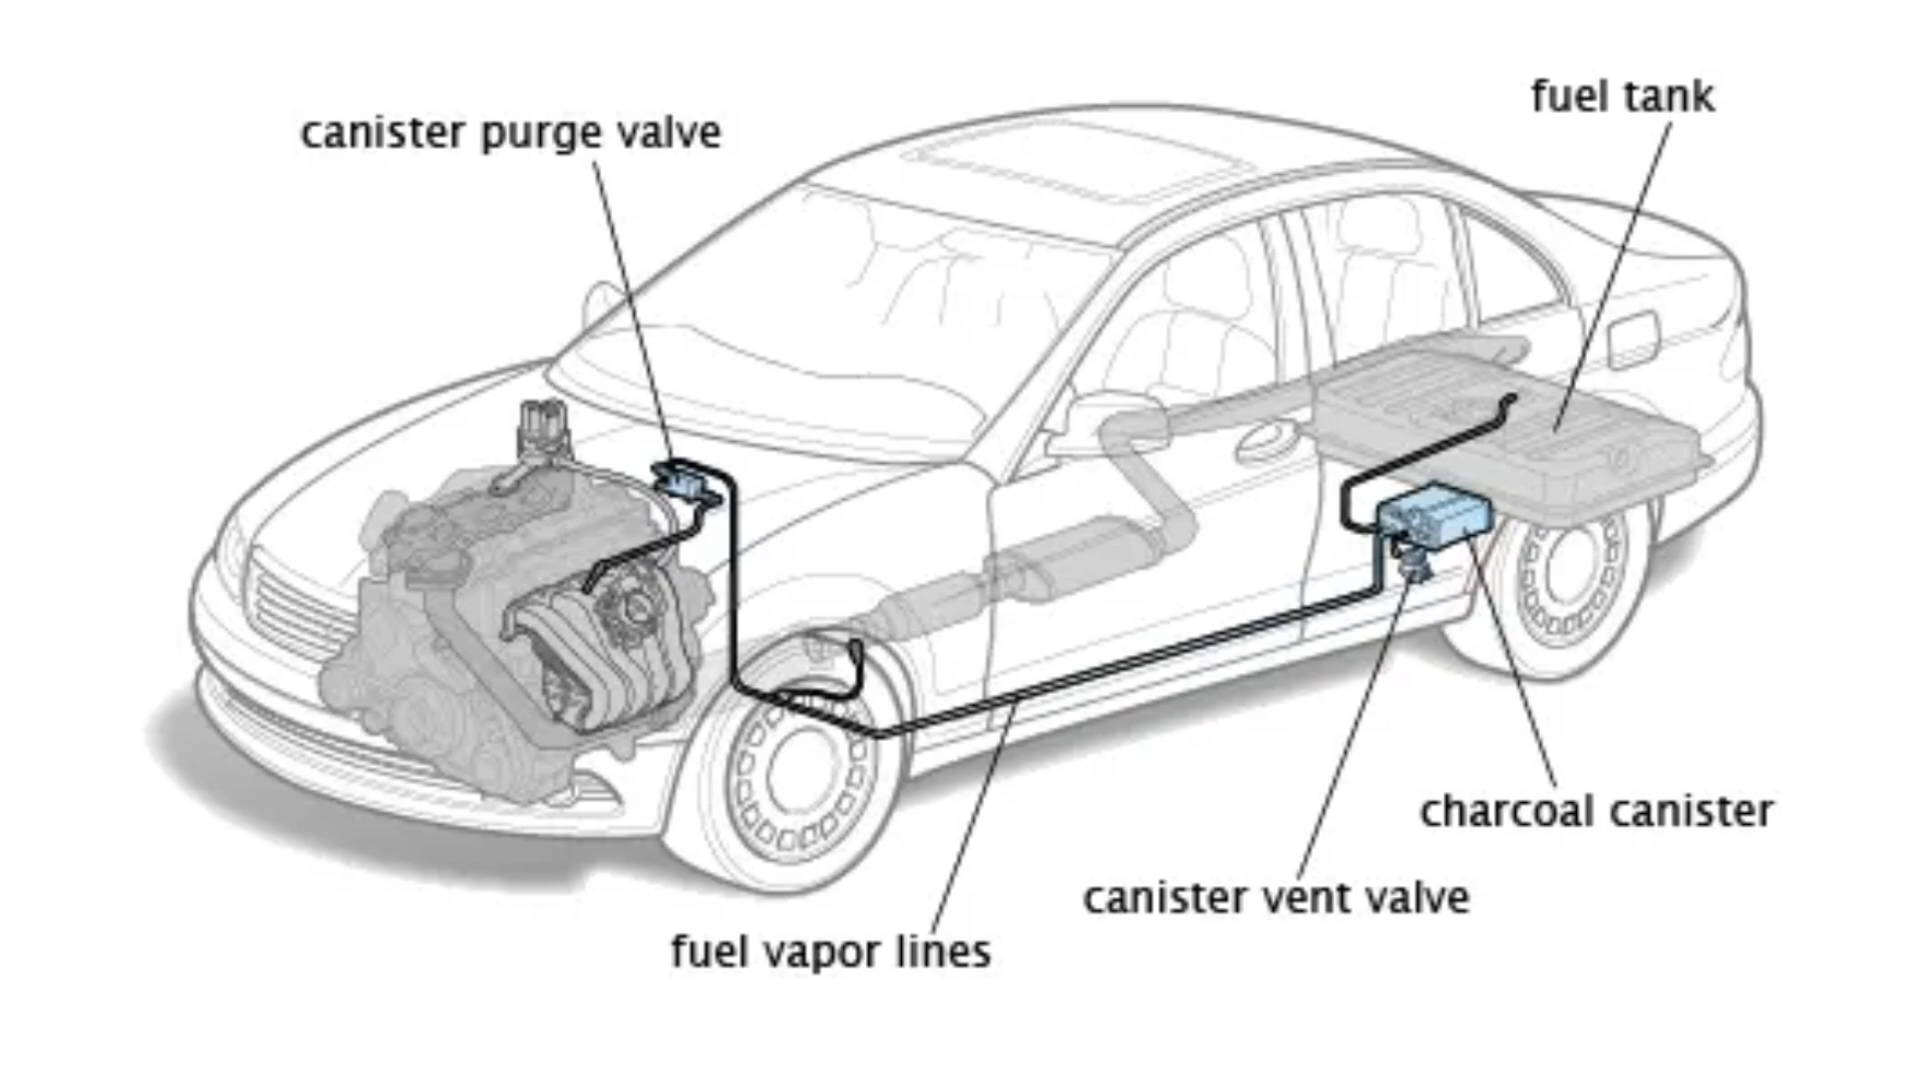 fuel tank
canister purge valve
charcoal canister
canister vent valve
fuel vapor lines